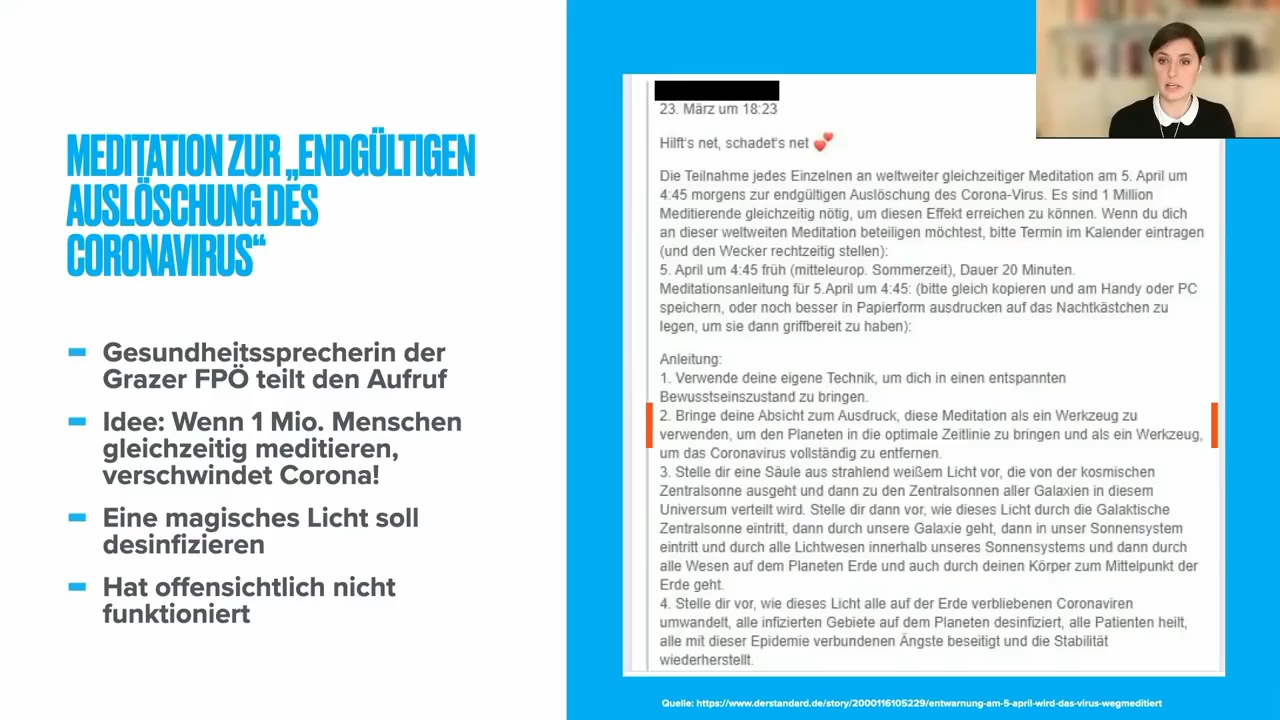 MEDITATION ZUR „ENDGÜLTIGEN
AUSLÖSCHUNG DES
CORONAVIRUS“
Gesundheitssprecherin der
Grazer FPÖ teilt den Aufruf
Idee: Wenn 1 Mio. Menschen
gleichzeitig meditieren,
verschwindet Corona!
Eine magisches Licht soll
desinfizieren
Hat offensichtlich nicht
funktioniert
23. März um 18:23
Hilft's net, schadet's net 💕
Die Teilnahme jedes Einzelnen an weltweiter gleichzeitiger Meditation am 5. April um
4:45 morgens zur endgültigen Auslöschung des Corona-Virus. Es sind 1 Million
Meditierende gleichzeitig nötig, um diesen Effekt erreichen zu können. Wenn du dich
an dieser weltweiten Meditation beteiligen möchtest, bitte Termin im Kalender eintragen
(und den Wecker rechtzeitig stellen):
5. April um 4:45 früh (mitteleurop. Sommerzeit), Dauer 20 Minuten.
Meditationsanleitung für 5.April um 4:45: (bitte gleich kopieren und am Handy oder PC
speichern, oder noch besser in Papierform ausdrucken auf das Nachtkästchen zu
legen, um sie dann griffbereit zu haben):
Anleitung:
1. Verwende deine eigene Technik, um dich in einen entspannten
Bewusstseinszustand zu bringen.
2. Bringe deine Absicht zum Ausdruck, diese Meditation als ein Werkzeug zu
verwenden, um den Planeten in die optimale Zeitlinie zu bringen und als ein Werkzeug,
um das Coronavirus vollständig zu entfernen.
3. Stelle dir eine Säule aus strahlend weißem Licht vor, die von der kosmischen
Zentralsonne ausgeht und dann zu den Zentralsonnen aller Galaxien in diesem
Universum verteilt wird. Stelle dir dann vor, wie dieses Licht durch die Galaktische
Zentralsonne eintritt, dann durch unsere Galaxie geht, dann in unser Sonnensystem
eintritt und durch alle Lichtwesen innerhalb unseres Sonnensystems und dann durch
alle Wesen auf dem Planeten Erde und auch durch deinen Körper zum Mittelpunkt der
Erde geht.
4. Stelle dir vor, wie dieses Licht alle auf der Erde verbliebenen Coronaviren
umwandelt, alle infizierten Gebiete auf dem Planeten desinfiziert, alle Patienten heilt,
alle mit dieser Epidemie verbundenen Ängste beseitigt und die Stabilität
wiederherstellt.
Quelle: https://www.derstandard.de/story/2000116105229/entwarnung-am-5-april-wird-das-virus-wegmeditiert